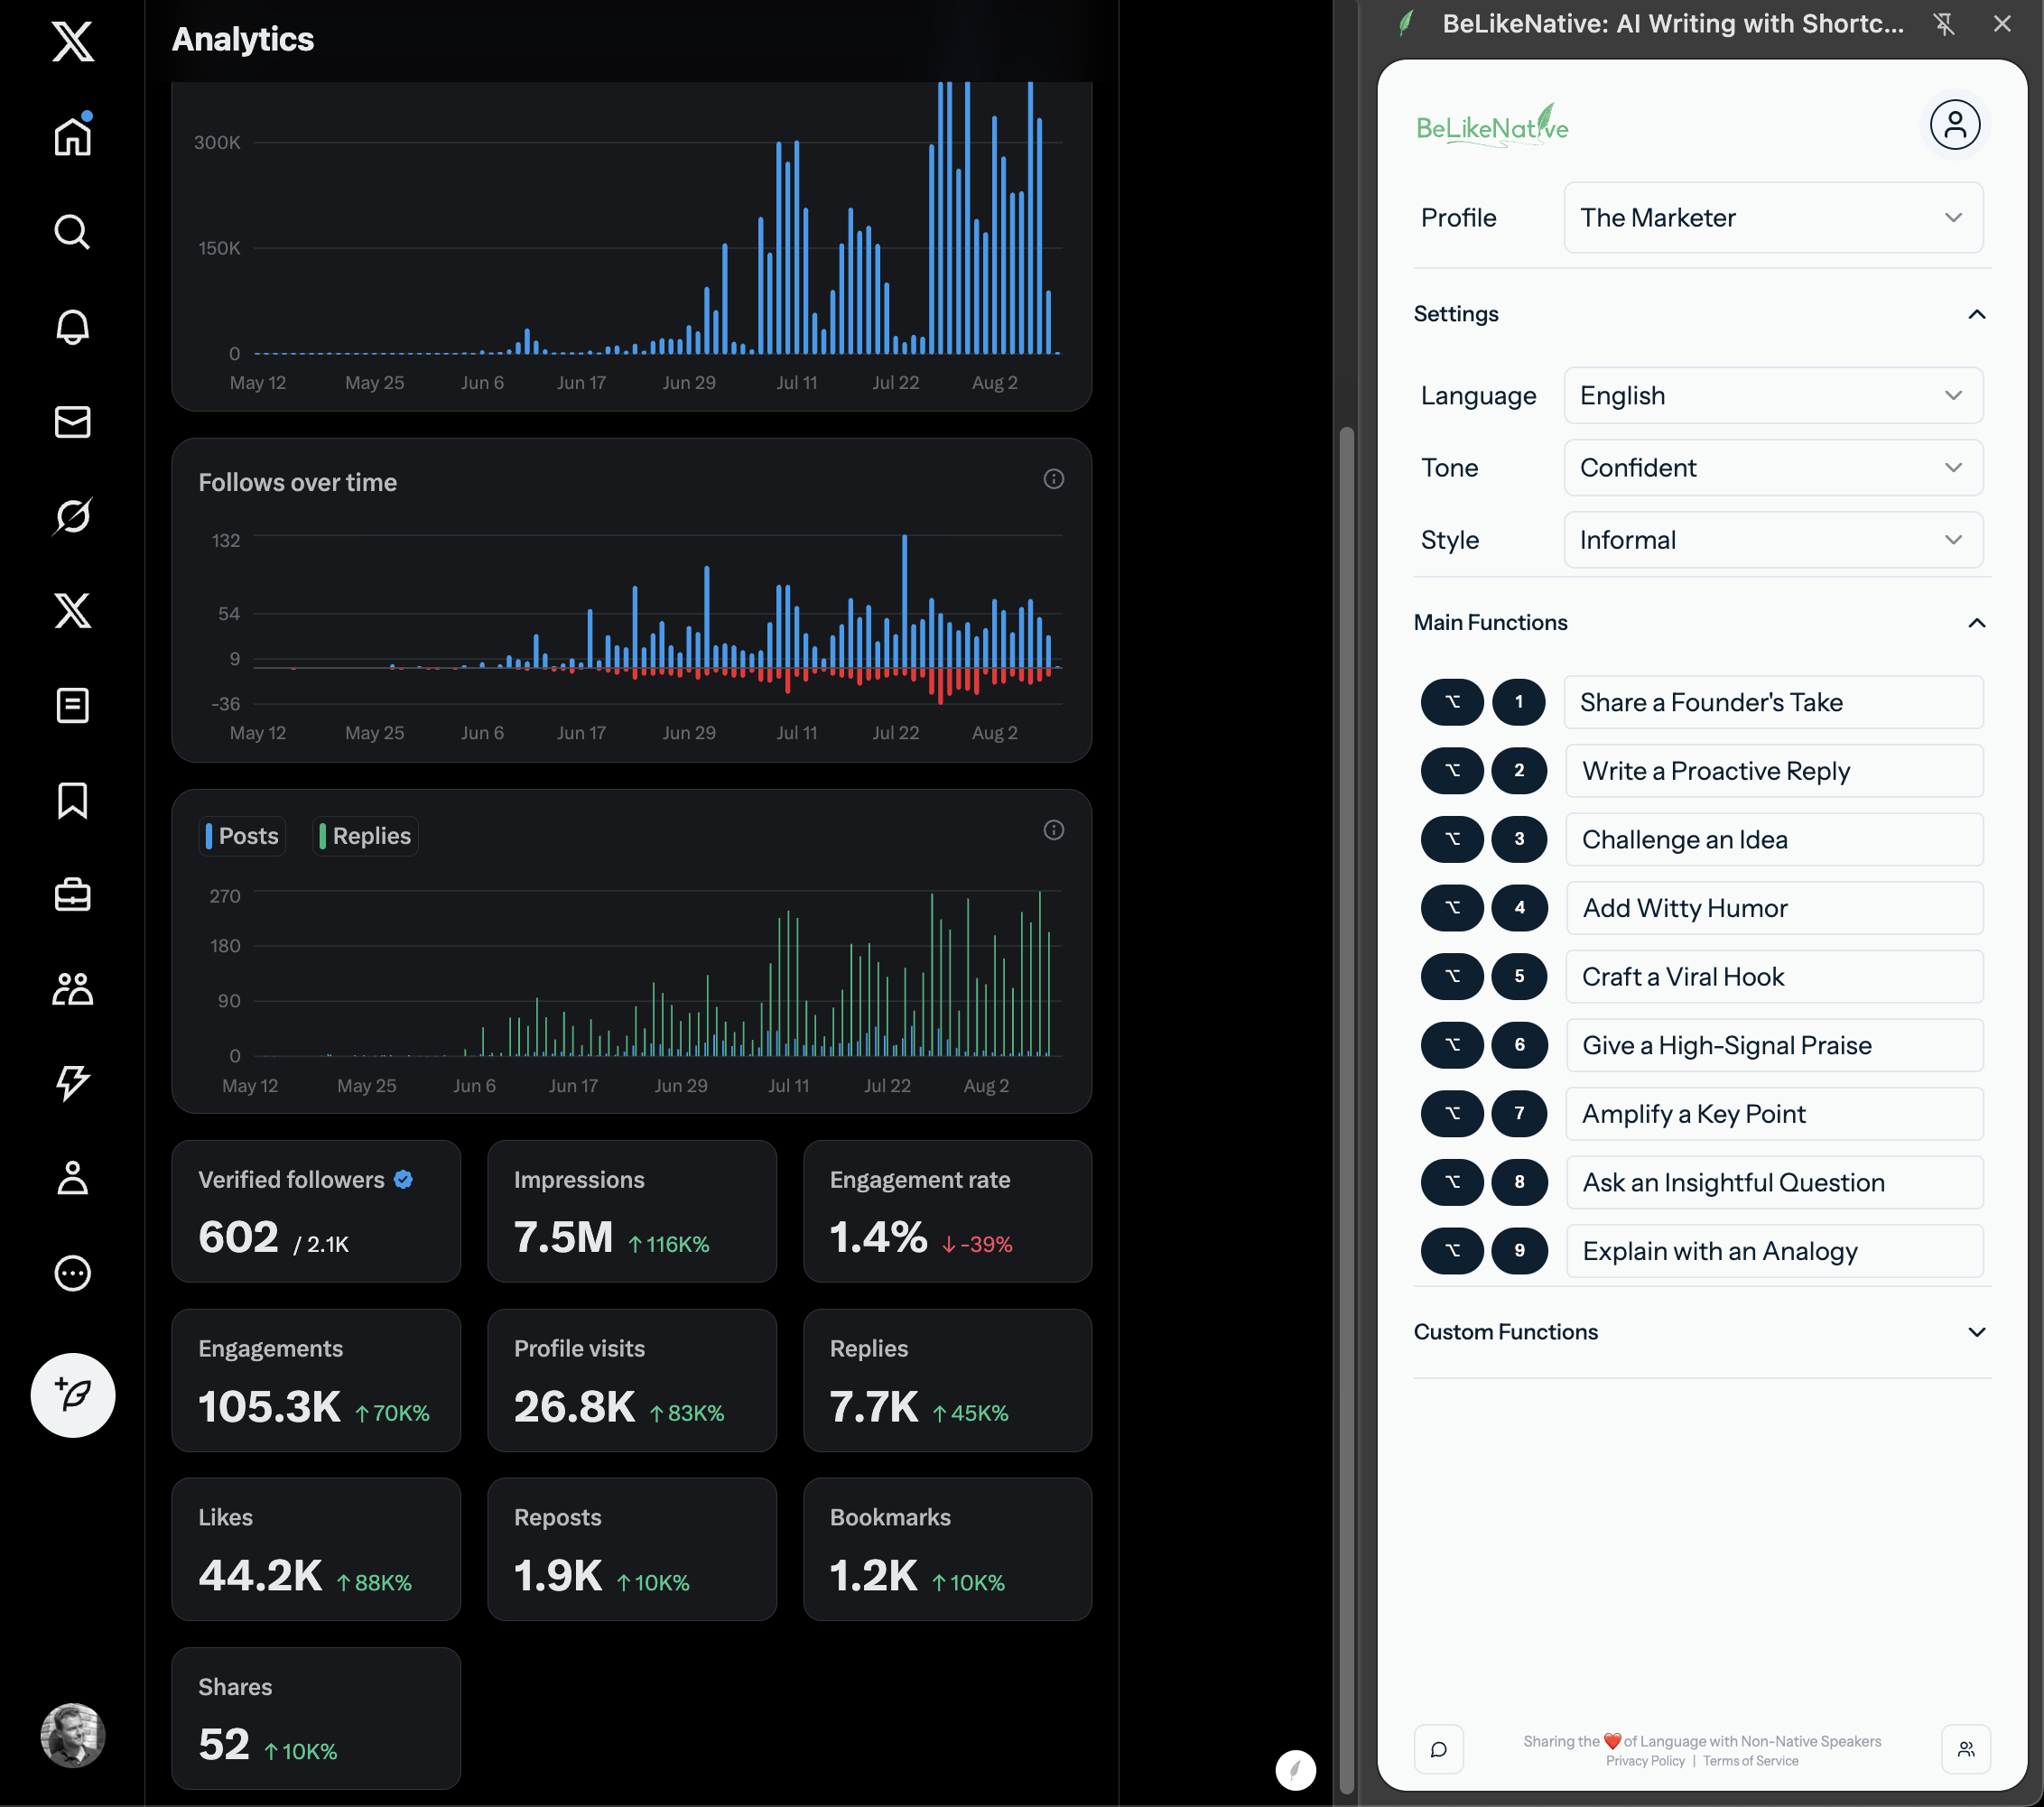 Analytics
300K
150K
0
May 12 May 25 Jun 6 Jun 17 Jun 29 Jul 11 Jul 22 Aug 2
Follows over time
132
54
9
-36
May 12 May 25 Jun 6 Jun 17 Jun 29 Jul 11 Jul 22 Aug 2
Posts Replies
270
180
90
0
May 12 May 25 Jun 6 Jun 17 Jun 29 Jul 11 Jul 22 Aug 2
Verified followers
602 / 2.1K
Impressions
7.5M ↑116K%
Engagement rate
1.4% ↓-39%
Engagements
105.3K ↑70K%
Profile visits
26.8K ↑83K%
Replies
7.7K ↑45K%
Likes
44.2K ↑88K%
Reposts
1.9K ↑10K%
Bookmarks
1.2K ↑10K%
Shares
52 ↑10K%
BeLikeNative: AI Writing with Shortc...
BeLikeNative
Profile The Marketer
Settings
Language English
Tone Confident
Style Informal
Main Functions
⌥ 1 Share a Founder's Take
⌥ 2 Write a Proactive Reply
⌥ 3 Challenge an Idea
⌥ 4 Add Witty Humor
⌥ 5 Craft a Viral Hook
⌥ 6 Give a High-Signal Praise
⌥ 7 Amplify a Key Point
⌥ 8 Ask an Insightful Question
⌥ 9 Explain with an Analogy
Custom Functions
Sharing the ❤️ of Language with Non-Native Speakers
Privacy Policy | Terms of Service